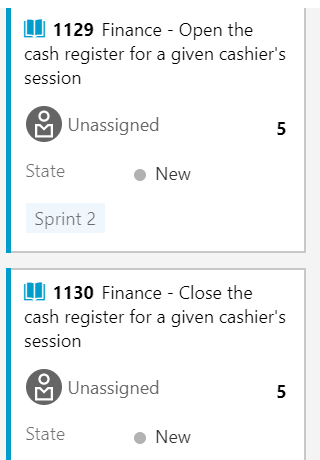 1129 Finance - Open the
cash register for a given cashier's
session
Unassigned
5
State
New
Sprint 2
1130 Finance - Close the
cash register for a given cashier's
session
Unassigned
5
State
New